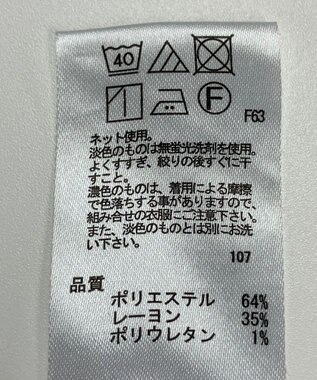 40
F
F63
ネット使用。
淡色のものは無蛍光洗剤を使用。
よくすすぎ、絞りの後すぐに干
すこと。
濃色のものは、着用による摩擦
で色落ちする事がありますので、
組み合せの衣服にご注意下さい。
また、淡色のものとは別にお洗
い下さい。
107
品質
ポリエステル 64%
レーヨン 35%
ポリウレタン 1%